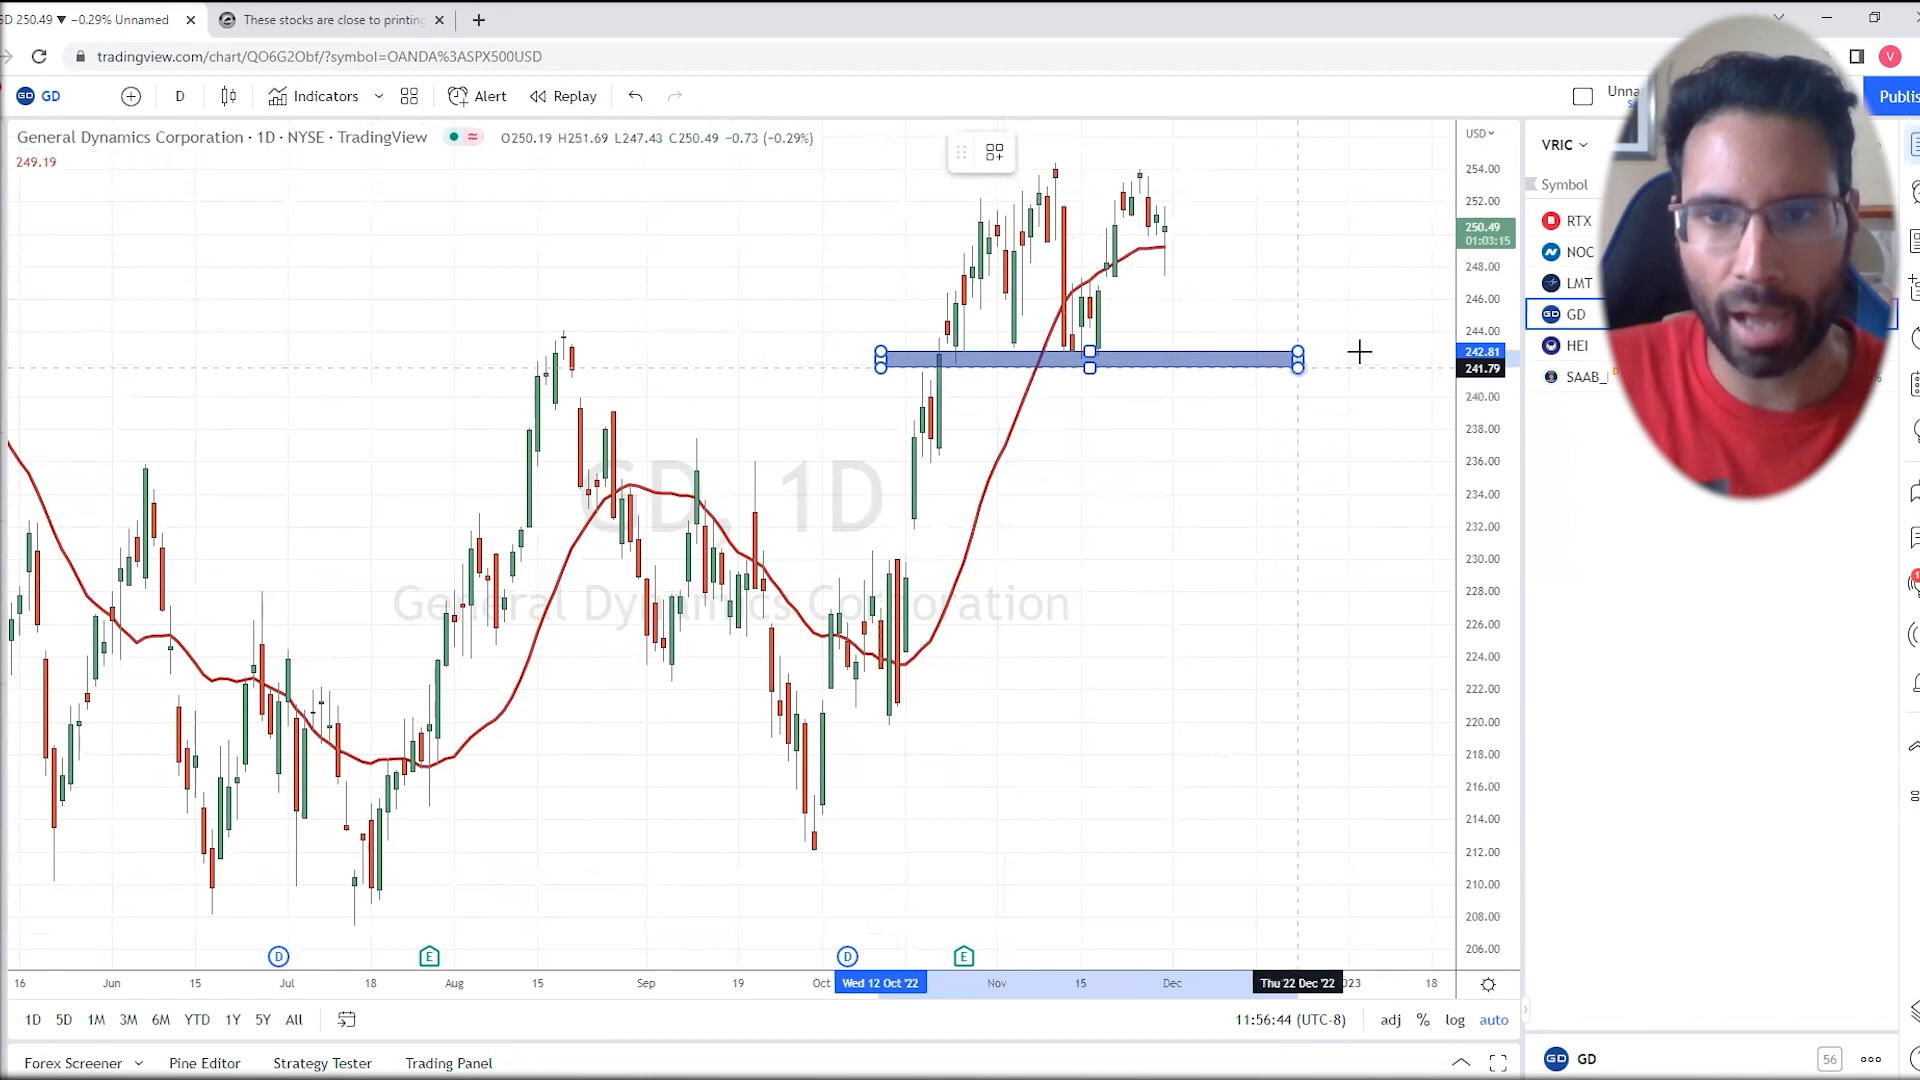 GD 250.49 ▼ −0.29% Unnamed
These stocks are close to printing
tradingview.com/chart/QO6G2Obf/?symbol=OANDA%3ASPX500USD
GD
D
Indicators
Alert
Replay
Unna
Publis
General Dynamics Corporation · 1D · NYSE · TradingView
O250.19 H251.69 L247.43 C250.49 −0.73 (−0.29%)
249.19
USD
VRIC
Symbol
RTX
NOC
LMT
GD
HEI
SAAB_
254.00
252.00
250.49
01:03:15
248.00
246.00
244.00
242.81
241.79
240.00
238.00
236.00
234.00
232.00
230.00
228.00
226.00
224.00
222.00
220.00
218.00
216.00
214.00
212.00
210.00
208.00
206.00
GD, 1D
General Dynamics Corporation
D
E
D
E
16 Jun 15 Jul 18 Aug 15 Sep 19 Oct Wed 12 Oct '22 Nov 15 Dec Thu 22 Dec '22 023 18
1D 5D 1M 3M 6M YTD 1Y 5Y All
11:56:44 (UTC-8) adj % log auto
Forex Screener Pine Editor Strategy Tester Trading Panel
GD GD
56
V